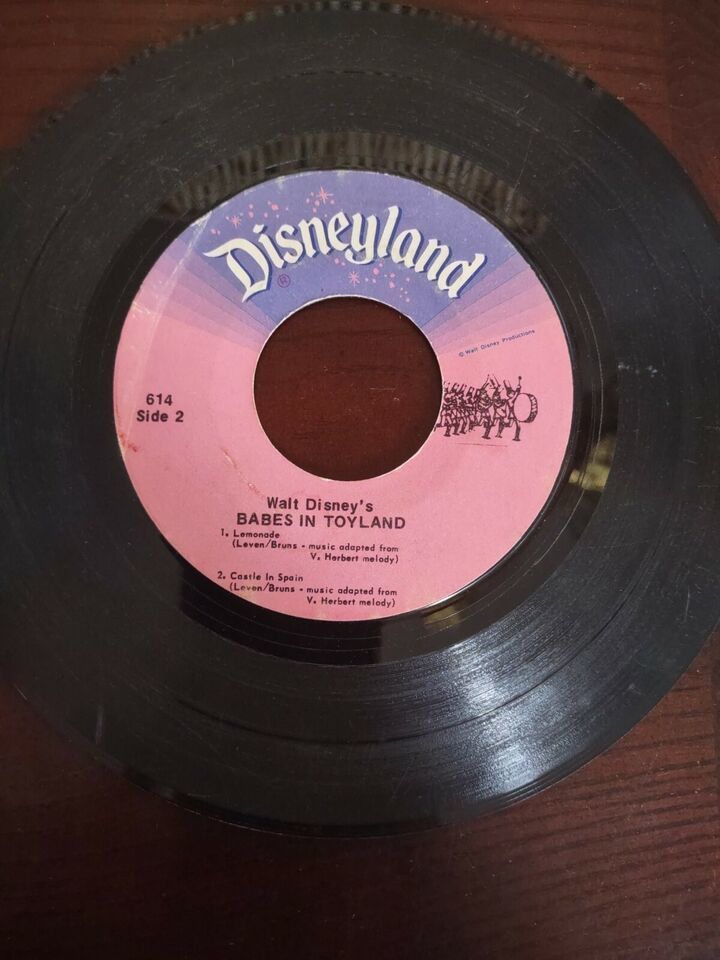 Disneyland
®
© Walt Disney Productions
614
Side 2
Walt Disney's
BABES IN TOYLAND
1. Lemonade
(Leven/Bruns - music adapted from
V. Herbert melody)
2. Castle In Spain
(Leven/Bruns - music adapted from
V. Herbert melody)